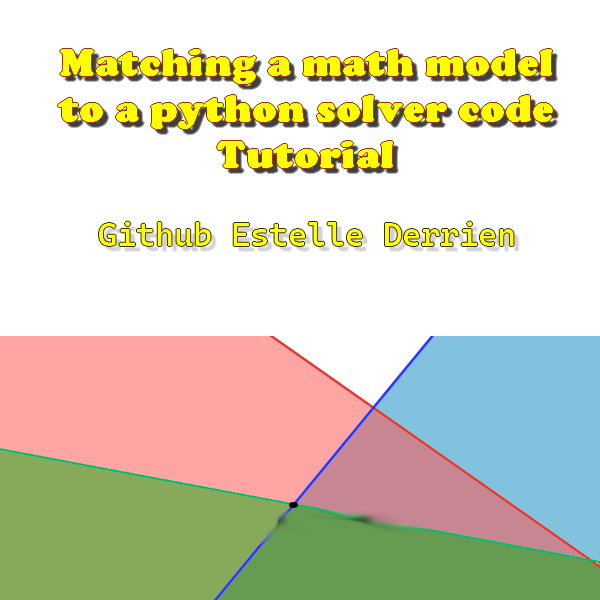 Matching a math model
to a python solver code
Tutorial
Github Estelle Derrien